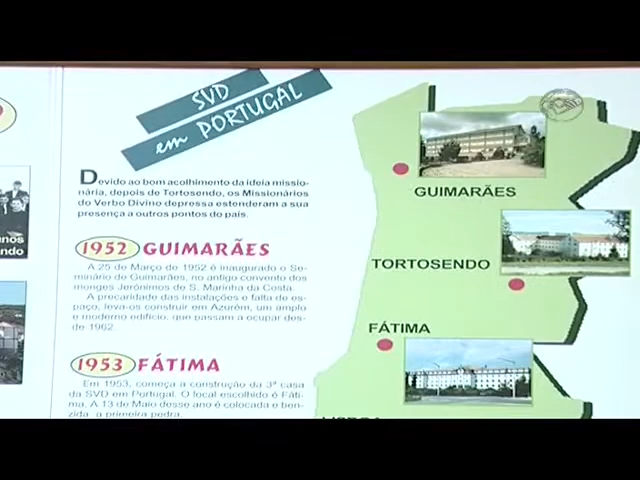 SVD
em PORTUGAL
Devido ao bom acolhimento da ideia missio-
nária, depois de Tortosendo, os Missionários
do Verbo Divino depressa estenderam a sua
presença a outros pontos do país.
1952 GUIMARÃES
A 25 de Março de 1952 é inaugurado o Se-
minário de Guimarães, no antigo convento dos
monges Jerónimos de S. Marinha da Costa.
A precaridade das instalações e falta de es-
paço, leva-os construir em Azurém, um amplo
e moderno edifício, que passam a ocupar des-
de 1962.
1953 FÁTIMA
Em 1953, começa a construção da 3ª casa
da SVD em Portugal. O local escolhido é Fáti-
ma. A 13 de Maio desse ano é colocada e ben-
zida a primeira pedra.
GUIMARÃES
TORTOSENDO
FÁTIMA
LISBOA